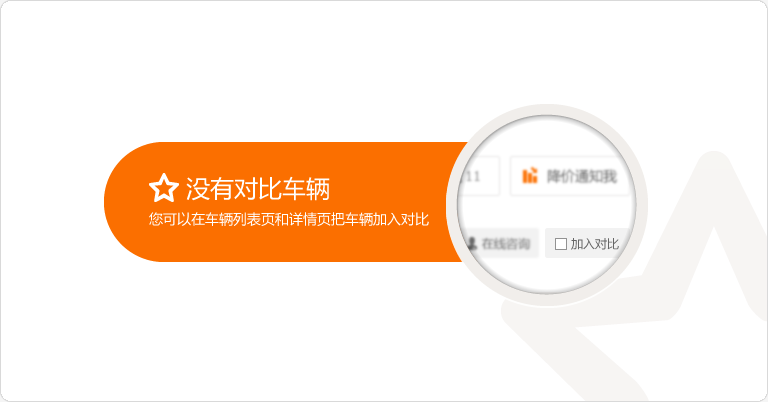 没有对比车辆
您可以在车辆列表页和详情页把车辆加入对比
11
降价通知我
在线咨询
加入对比